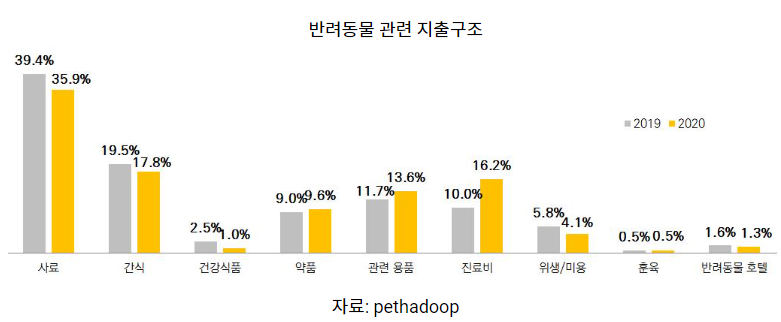 반려동물 관련 지출구조
39.4% 35.9% 19.5% 17.8% 2.5% 1.0% 9.0% 9.6% 11.7% 13.6% 10.0% 16.2% 5.8% 4.1% 0.5% 0.5% 1.6% 1.3%
2019 2020
사료 간식 건강식품 약품 관련 용품 진료비 위생/미용 훈육 반려동물 호텔
자료: pethadoop